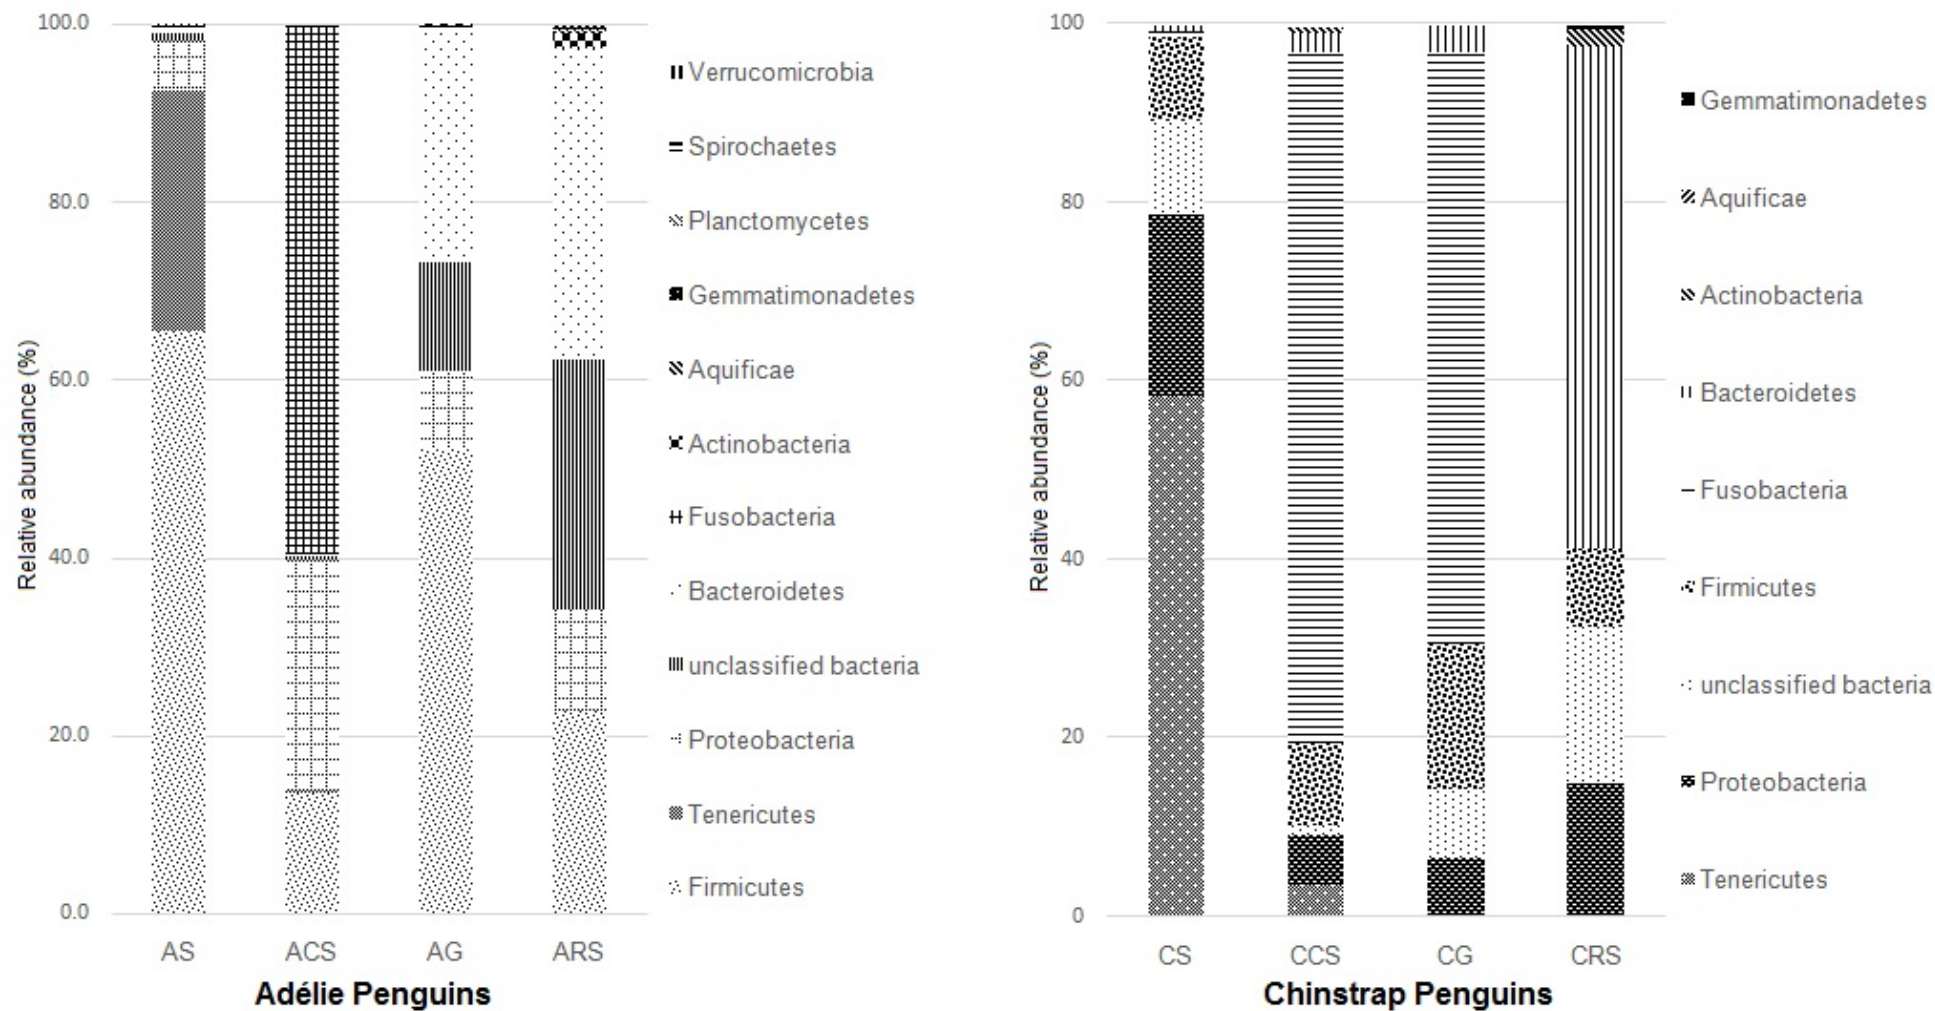 Relative abundance (%)
100.0
80.0
60.0
40.0
20.0
0.0
AS ACS AG ARS
Adélie Penguins
Verrucomicrobia
Spirochaetes
Planctomycetes
Gemmatimonadetes
Aquificae
Actinobacteria
Fusobacteria
Bacteroidetes
unclassified bacteria
Proteobacteria
Tenericutes
Firmicutes
Relative abundance (%)
100
80
60
40
20
0
CS CCS CG CRS
Chinstrap Penguins
Gemmatimonadetes
Aquificae
Actinobacteria
Bacteroidetes
Fusobacteria
Firmicutes
unclassified bacteria
Proteobacteria
Tenericutes